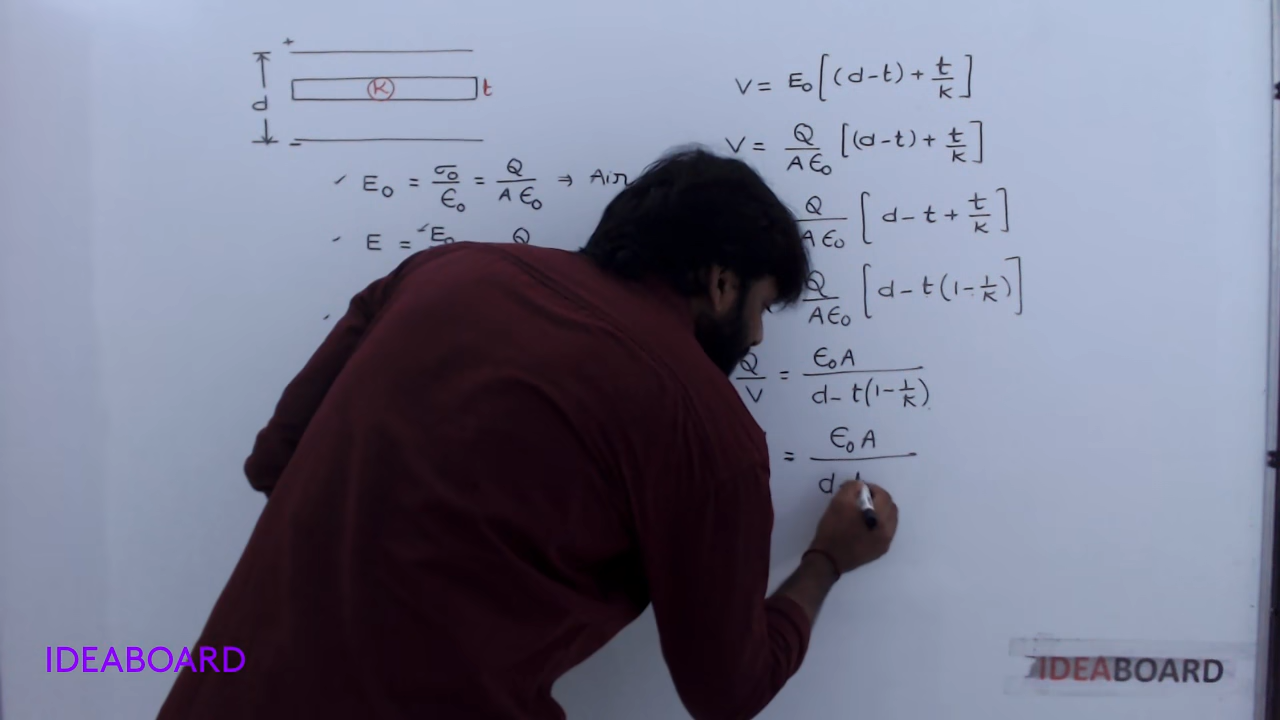 +
d
K t
-
✓ E₀ = σ₀/ϵ₀ = Q/Aϵ₀ ⇒ Air
- E = E₀ Q
V = E₀[(d-t) + t/k]
V = Q/Aϵ₀ [(d-t) + t/k]
Q/Aϵ₀ [d - t + t/k]
Q/Aϵ₀ [d - t(1 - 1/k)]
Q/V = ϵ₀A / d - t(1 - 1/k)
= ϵ₀A / d
IDEABOARD
IDEABOARD